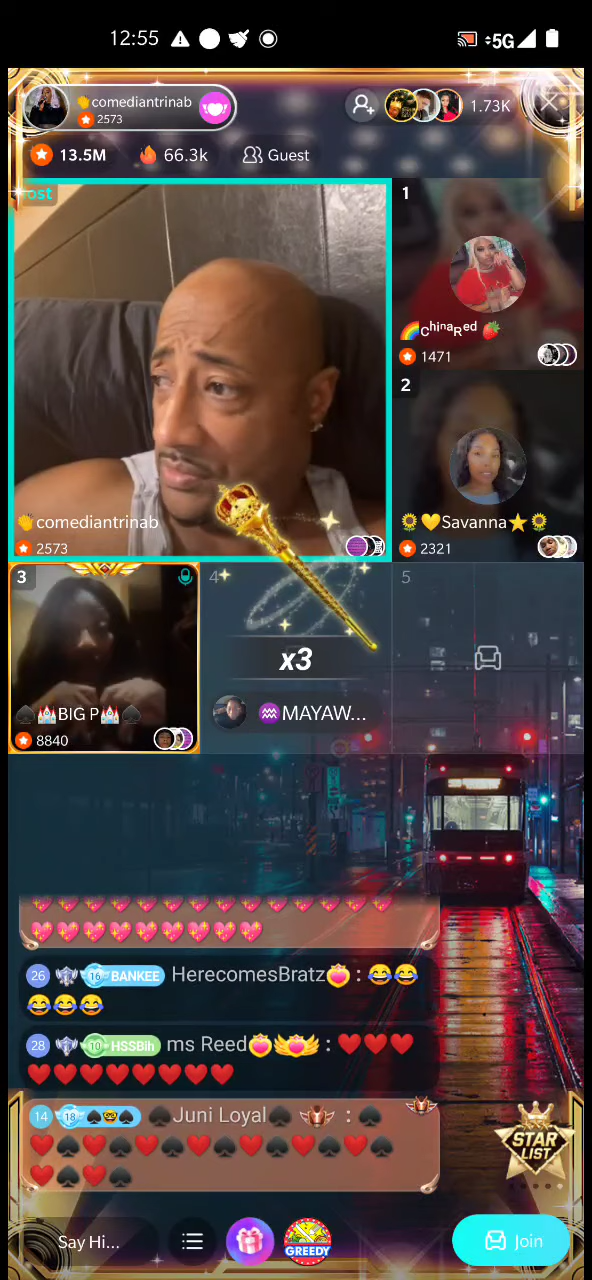 12:55
5G
👋comediantrinab
2573
1.73K
13.5M
66.3k
Guest
ost
1
🌈cʰⁱⁿᵃRᵉᵈ 🍓
1471
2
🌻💛Savanna⭐🌻
2321
👋comediantrinab
2573
3
♠️🏰BIG P🏰♠️
8840
4
x3
♒MAYAW...
5
💖💖💖💖💖💖💖💖💖💖💖💖💖💖
💖💖💖💖💖💖💖💖💖
26 16 BANKEE HerecomesBratz : 😂😂
😂😂😂
28 10 HSSBih ms Reed : ❤️❤️❤️
❤️❤️❤️❤️❤️❤️❤️❤️
14 18 ♠️🤓♠️ ♠️Juni Loyal♠️ : ♠️
❤️♠️❤️♠️❤️♠️❤️♠️❤️♠️❤️♠️❤️♠️
❤️♠️❤️♠️
STAR
LIST
Say Hi...
GREEDY
Join